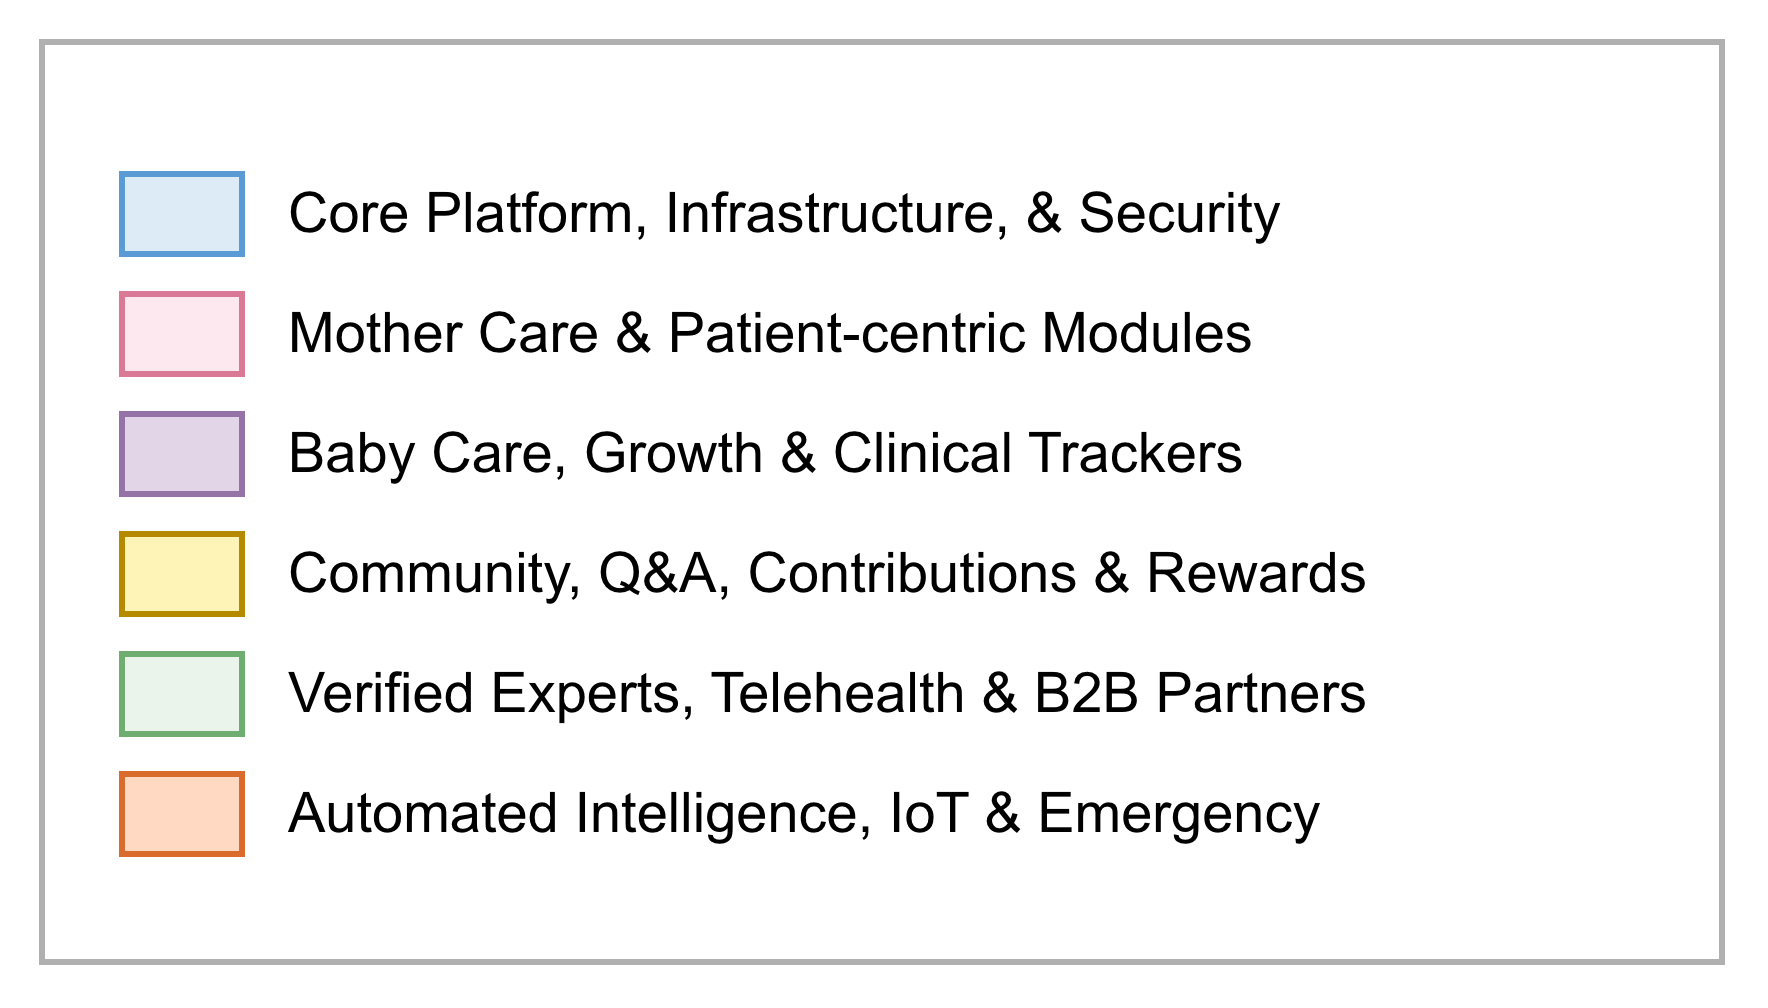 Core Platform, Infrastructure, & Security
Mother Care & Patient-centric Modules
Baby Care, Growth & Clinical Trackers
Community, Q&A, Contributions & Rewards
Verified Experts, Telehealth & B2B Partners
Automated Intelligence, IoT & Emergency